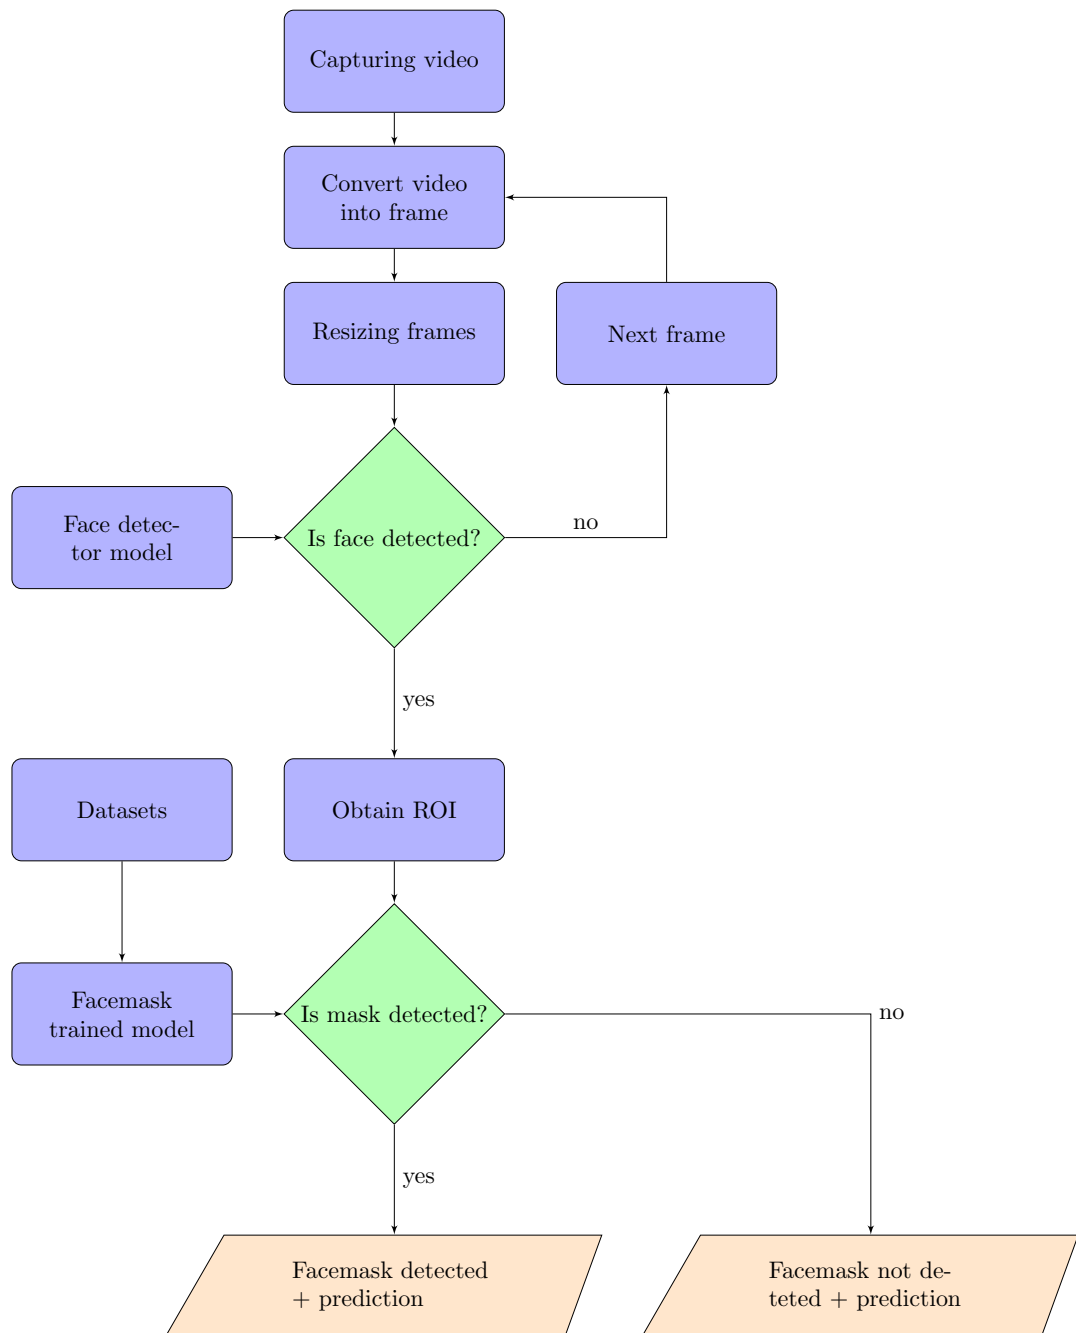 Capturing video
Convert video
into frame
Resizing frames
Next frame
Face detec-
tor model
Is face detected?
no
yes
Datasets
Obtain ROI
Facemask
trained model
Is mask detected?
no
yes
Facemask detected
+ prediction
Facemask not de-
teted + prediction